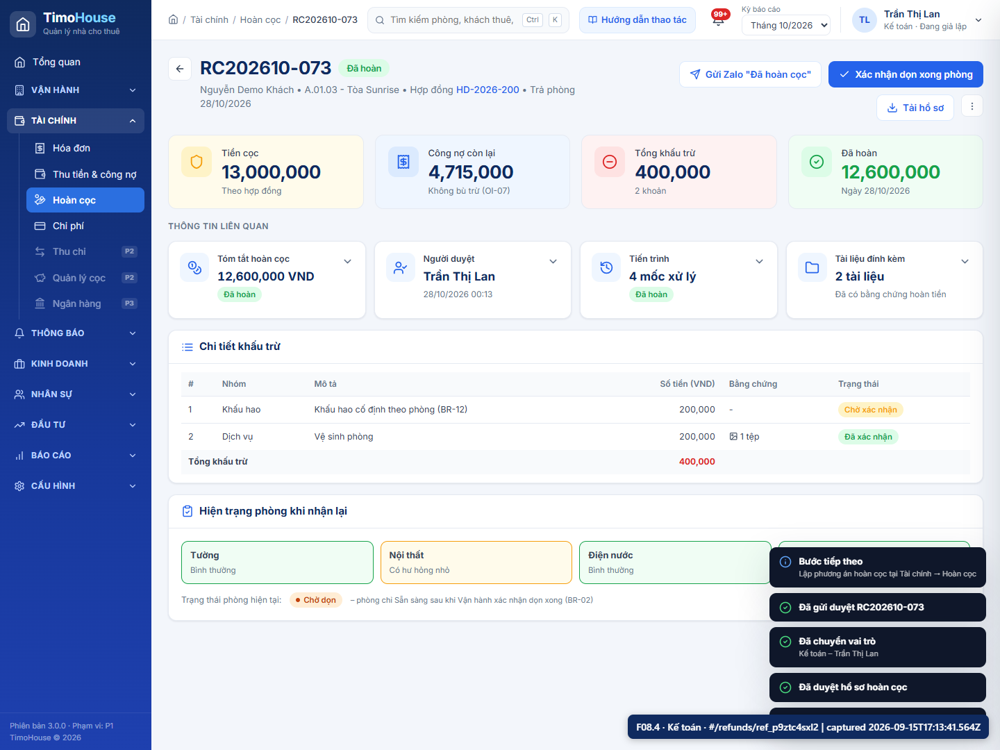 TimoHouse
Quản lý nhà cho thuê
Tổng quan
VẬN HÀNH
TÀI CHÍNH
Hóa đơn
Thu tiền & công nợ
Hoàn cọc
Chi phí
Thu chi P2
Quản lý cọc P2
Ngân hàng P3
THÔNG BÁO
KINH DOANH
NHÂN SỰ
ĐẦU TƯ
BÁO CÁO
CẤU HÌNH
Phiên bản 3.0.0 · Phạm vi: P1
TimoHouse © 2026
/ Tài chính / Hoàn cọc / RC202610-073
Tìm kiếm phòng, khách thuê, Ctrl K
Hướng dẫn thao tác
99+
Kỳ báo cáo
Tháng 10/2026
TL
Trần Thị Lan
Kế toán · Đang giả lập
RC202610-073 Đã hoàn
Nguyễn Demo Khách • A.01.03 - Tòa Sunrise • Hợp đồng HD-2026-200 • Trả phòng
28/10/2026
Gửi Zalo "Đã hoàn cọc"
Xác nhận dọn xong phòng
Tải hồ sơ
Tiền cọc
13,000,000
Theo hợp đồng
Công nợ còn lại
4,715,000
Không bù trừ (OI-07)
Tổng khấu trừ
400,000
2 khoản
Đã hoàn
12,600,000
Ngày 28/10/2026
THÔNG TIN LIÊN QUAN
Tóm tắt hoàn cọc
12,600,000 VND
Đã hoàn
Người duyệt
Trần Thị Lan
28/10/2026 00:13
Tiến trình
4 mốc xử lý
Đã hoàn
Tài liệu đính kèm
2 tài liệu
Đã có bằng chứng hoàn tiền
Chi tiết khấu trừ
# Nhóm Mô tả Số tiền (VND) Bằng chứng Trạng thái
1 Khấu hao Khấu hao cố định theo phòng (BR-12) 200,000 - Chờ xác nhận
2 Dịch vụ Vệ sinh phòng 200,000 1 tệp Đã xác nhận
Tổng khấu trừ 400,000
Hiện trạng phòng khi nhận lại
Tường
Bình thường
Nội thất
Có hư hỏng nhỏ
Điện nước
Bình thường
Trạng thái phòng hiện tại: Chờ dọn – phòng chỉ Sẵn sàng sau khi Vận hành xác nhận dọn xong (BR-02)
Bước tiếp theo
Lập phương án hoàn cọc tại Tài chính → Hoàn cọc
Đã gửi duyệt RC202610-073
Đã chuyển vai trò
Kế toán – Trần Thị Lan
Đã duyệt hồ sơ hoàn cọc
F08.4 · Kế toán · #/refunds/ref_p9ztc4sxl2 | captured 2026-09-15T17:13:41.564Z